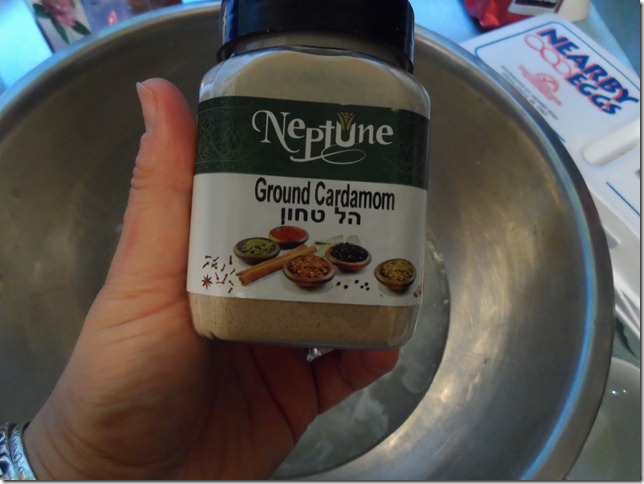 Neptune
Ground Cardamom
הל טחון
NEARBY
EGGS